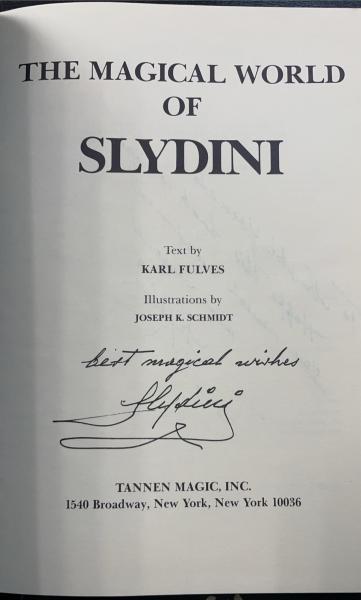 THE MAGICAL WORLD
OF
SLYDINI
Text by
KARL FULVES
Illustrations by
JOSEPH K. SCHMIDT
best magical wishes
Slydini
TANNEN MAGIC, INC.
1540 Broadway, New York, New York 10036